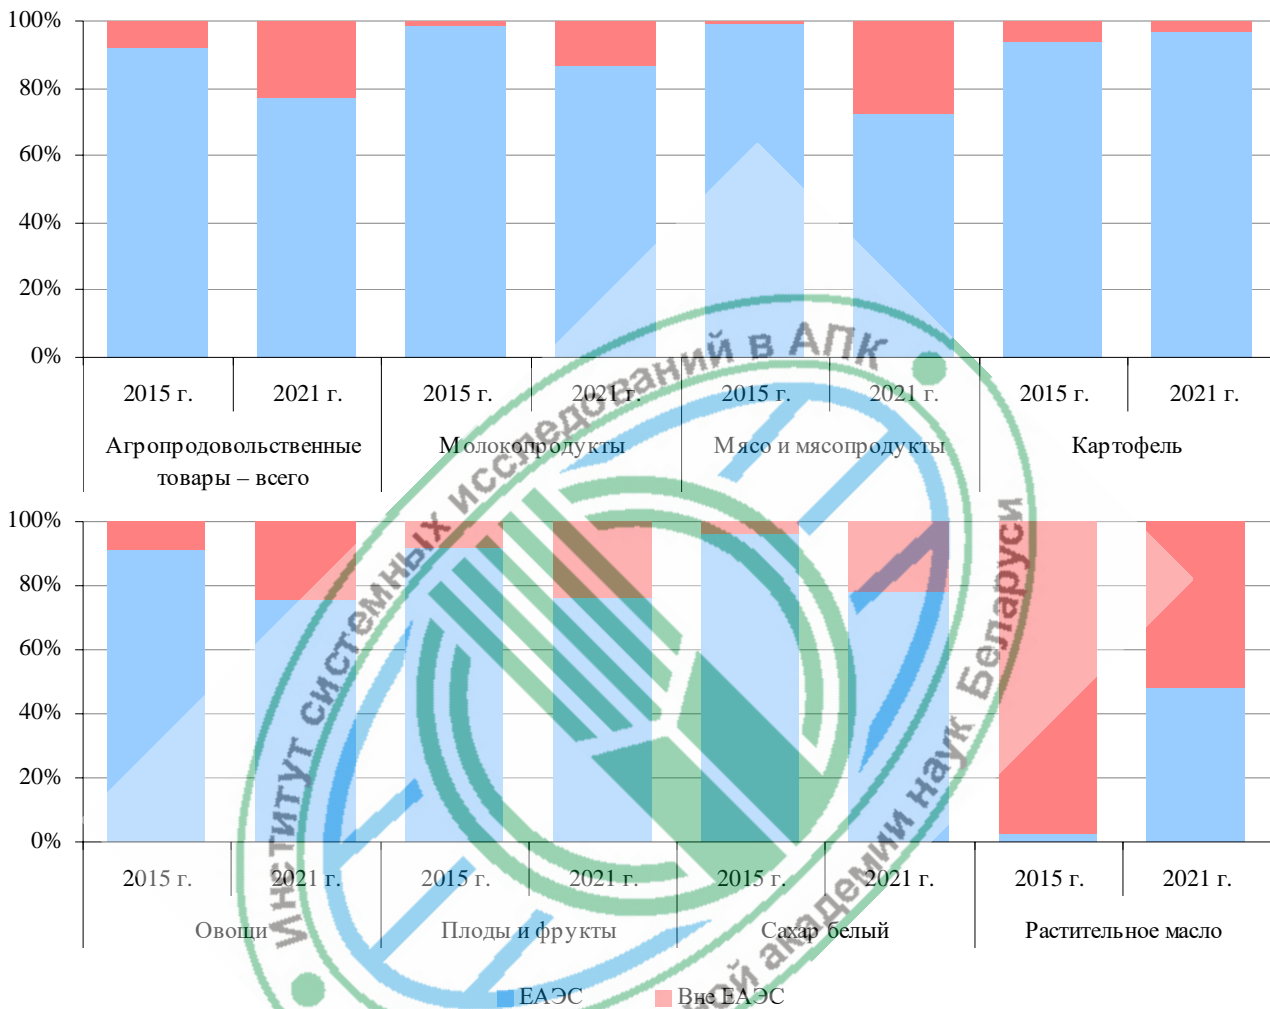 100%
80%
60%
40%
20%
0%
2015 г. 2021 г. 2015 г. 2021 г. 2015 г. 2021 г. 2015 г. 2021 г.
Агропродовольственные товары – всего Молокопродукты Мясо и мясопродукты Картофель
100%
80%
60%
40%
20%
0%
2015 г. 2021 г. 2015 г. 2021 г. 2015 г. 2021 г. 2015 г. 2021 г.
Овощи Плоды и фрукты Сахар белый Растительное масло
ЕАЭС Вне ЕАЭС
Институт системных исследований в АПК
академии наук Беларуси